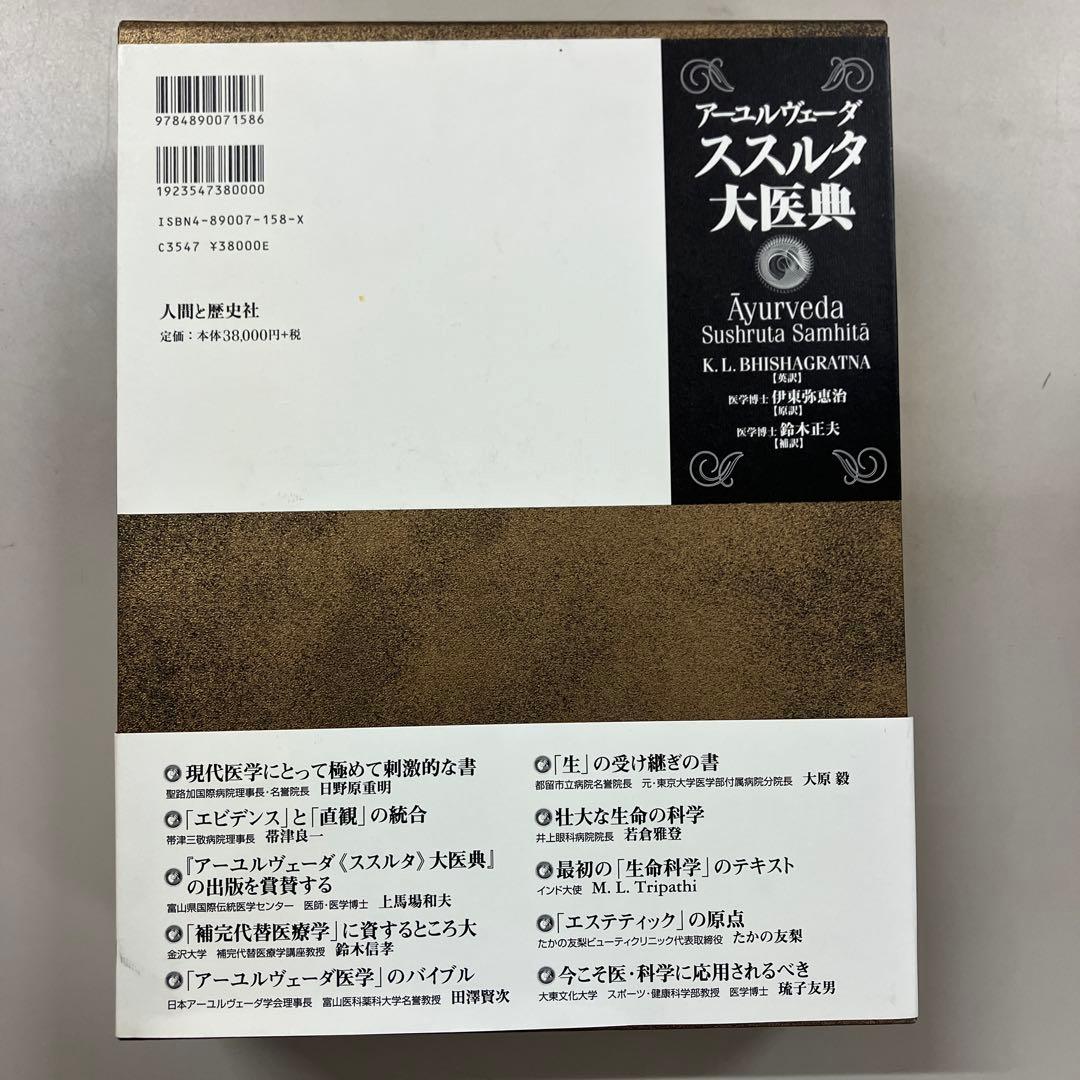 9784890071586
1923547380000
ISBN4-89007-158-X
C3547 ¥38000E
人間と歴史社
定価：本体38,000円+税
アーユルヴェーダ
ススルタ
大医典
Āyurveda
Sushruta Samhitā
K. L. BHISHAGRATNA
【英訳】
医学博士 伊東弥恵治
【原訳】
医学博士 鈴木正夫
【補訳】
現代医学にとって極めて刺激的な書
聖路加国際病院理事長・名誉院長 日野原重明
「エビデンス」と「直観」の統合
帯津三敬病院理事長 帯津良一
『アーユルヴェーダ《ススルタ》大医典』
の出版を賞賛する
富山県国際伝統医学センター 医師・医学博士 上馬場和夫
「補完代替医療学」に資するところ大
金沢大学 補完代替医療学講座教授 鈴木信孝
「アーユルヴェーダ医学」のバイブル
日本アーユルヴェーダ学会理事長 富山医科薬科大学名誉教授 田澤賢次
「生」の受け継ぎの書
都留市立病院名誉院長 元・東京大学医学部付属病院分院長 大原 毅
壮大な生命の科学
井上眼科病院院長 若倉雅登
最初の「生命科学」のテキスト
インド大使 M. L. Tripathi
「エステティック」の原点
たかの友梨ビューティクリニック代表取締役 たかの友梨
今こそ医・科学に応用されるべき
大東文化大学 スポーツ・健康科学部教授 医学博士 琉子友男